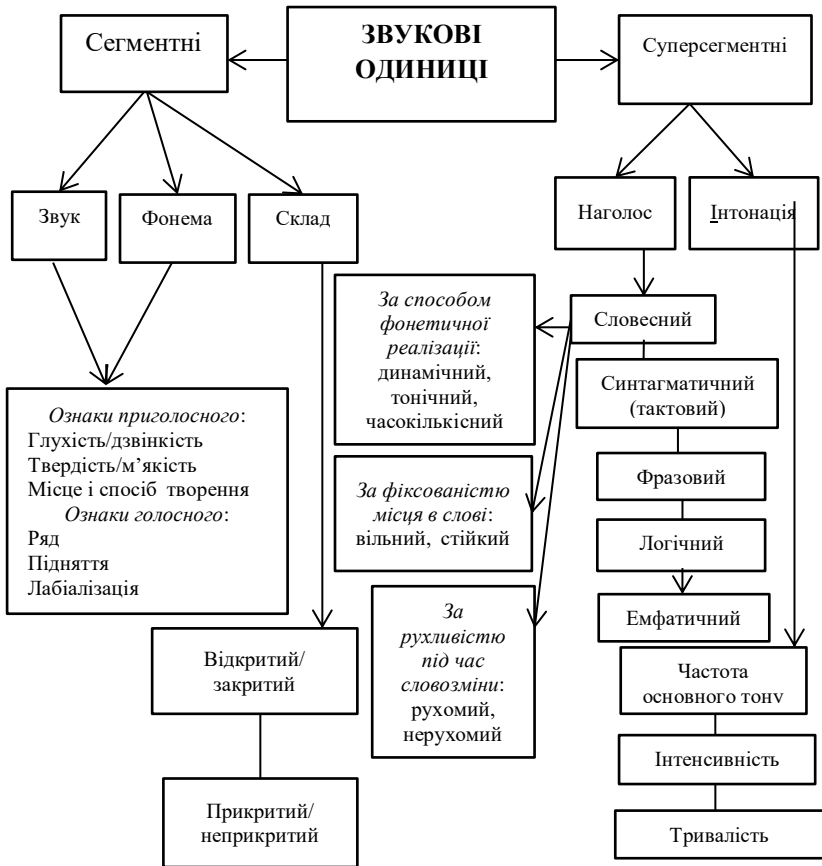 ЗВУКОВІ
ОДИНИЦІ
Сегментні
Суперсегментні
Звук
Фонема
Склад
Наголос
Інтонація
Ознаки приголосного:
Глухість/дзвінкість
Твердість/м’якість
Місце і спосіб творення
Ознаки голосного:
Ряд
Підняття
Лабіалізація
Відкритий/
закритий
Прикритий/
неприкритий
За способом
фонетичної
реалізації:
динамічний,
тонічний,
часокількісний
За фіксованістю
місця в слові:
вільний, стійкий
За
рухливістю
під час
словозміни:
рухомий,
нерухомий
Словесний
Синтагматичний
(тактовий)
Фразовий
Логічний
Емфатичний
Частота
основного тону
Інтенсивність
Тривалість